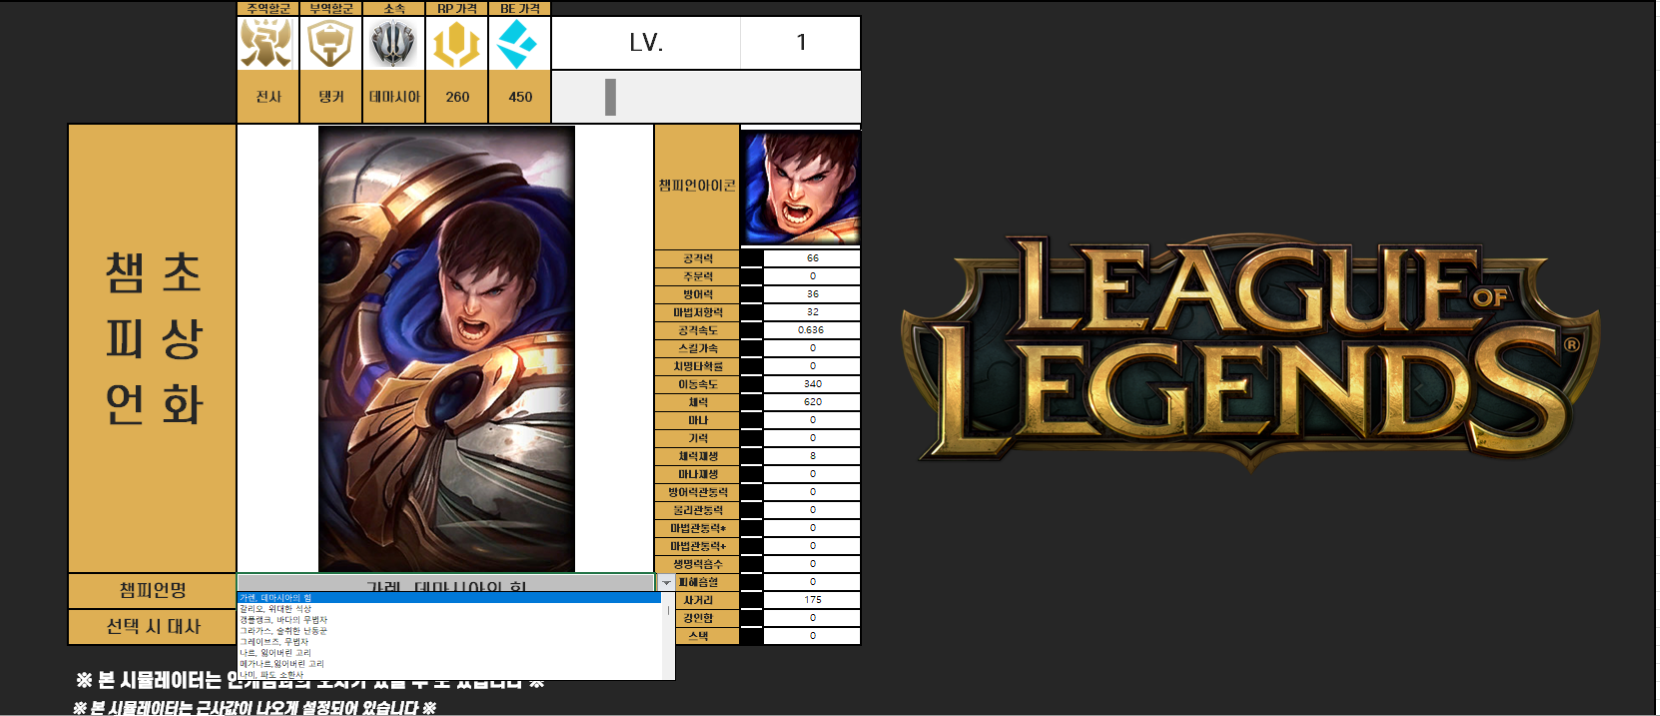 주역할군 부역할군 소속 RP 가격 BE 가격
LV. 1
전사 탱커 데마시아 260 450
챔피언 초상화
챔피언아이콘
공격력 66
주문력 0
방어력 36
마법저항력 32
공격속도 0.636
스킬가속 0
치명타확률 0
이동속도 340
체력 620
마나 0
기력 0
체력재생 8
마나재생 0
방어력관통력 0
물리관통력 0
마법관통력* 0
마법관통력+ 0
생명력흡수 0
피해흡혈 0
사거리 175
강인함 0
스택 0
챔피언명 가렌, 데마시아의 힘
선택 시 대사
가렌, 데마시아의 힘
갈리오, 위대한 석상
갱플랭크, 바다의 무법자
그라가스, 술취한 난동꾼
그레이브즈, 무법자
나르, 잃어버린 고리
메가나르,잃어버린 고리
나미, 파도 소환사
※ 본 시뮬레이터는 수 도 있습니다 ※
※ 본 시뮬레이터는 근사값이 나오게 설정되어 있습니다 ※
LEAGUE OF
LEGENDS®